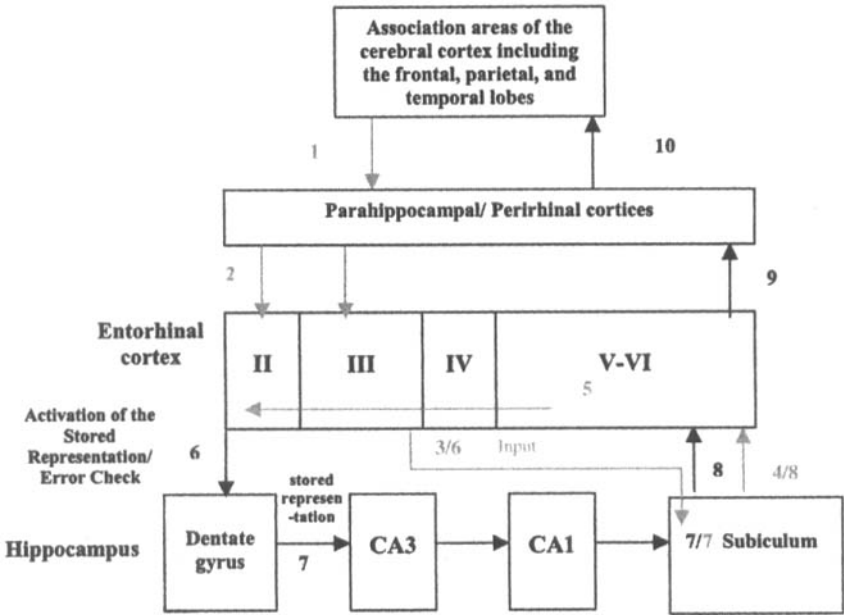 Association areas of the
cerebral cortex including
the frontal, parietal, and
temporal lobes
1
10
Parahippocampal/ Perirhinal cortices
2
9
Entorhinal
cortex
II
III
IV
V-VI
5
Activation of the
Stored
Representation/
Error Check
6
3/6
Input
8
4/8
stored
represen
-tation
7
Hippocampus
Dentate
gyrus
CA3
CA1
7/7 Subiculum